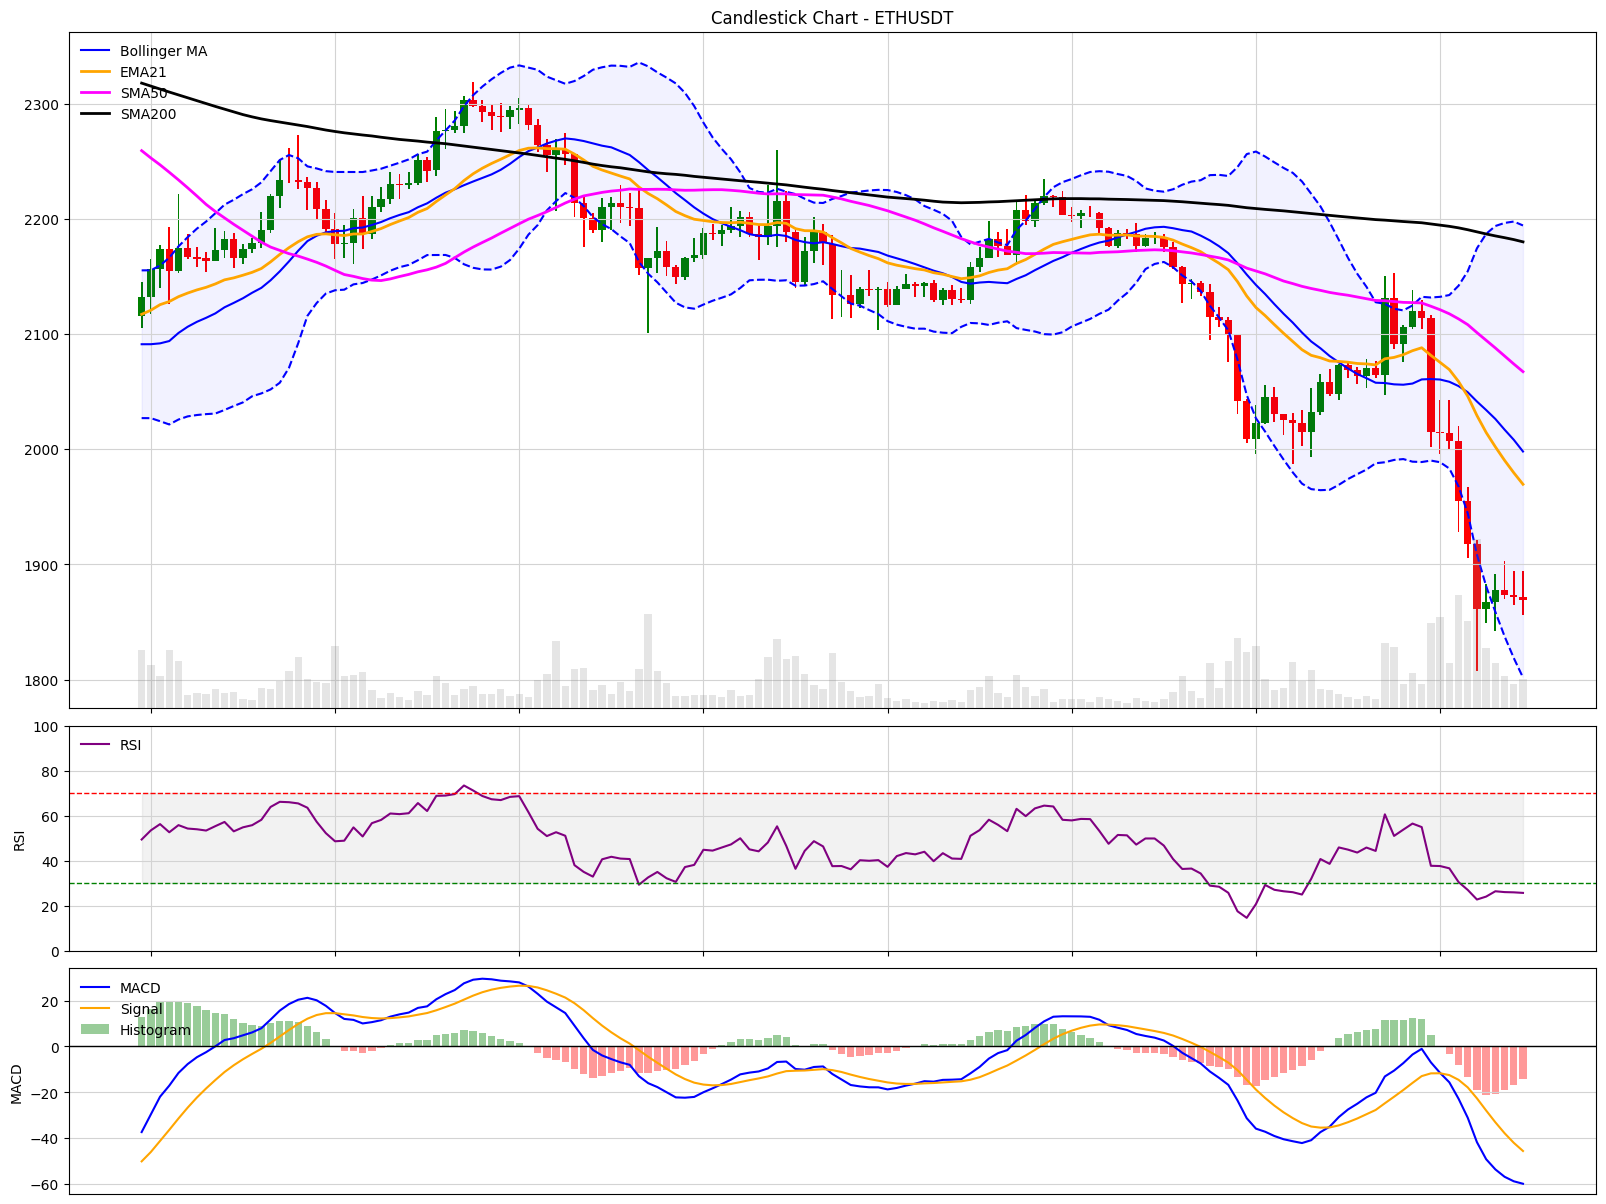 Candlestick Chart - ETHUSDT
Bollinger MA
EMA21
SMA50
SMA200
2300
2200
2100
2000
1900
1800
RSI
100
80
60
40
20
0
RSI
MACD
Signal
Histogram
20
0
−20
−40
−60
MACD